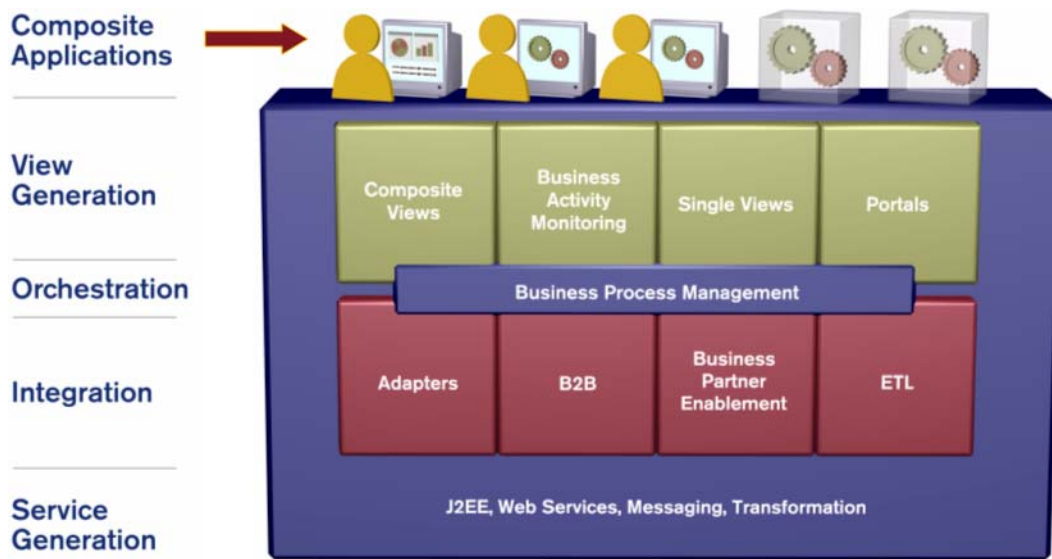 Composite
Applications
View
Generation
Composite
Views
Business
Activity
Monitoring
Single Views
Portals
Orchestration
Business Process Management
Integration
Adapters
B2B
Business
Partner
Enablement
ETL
Service
Generation
J2EE, Web Services, Messaging, Transformation